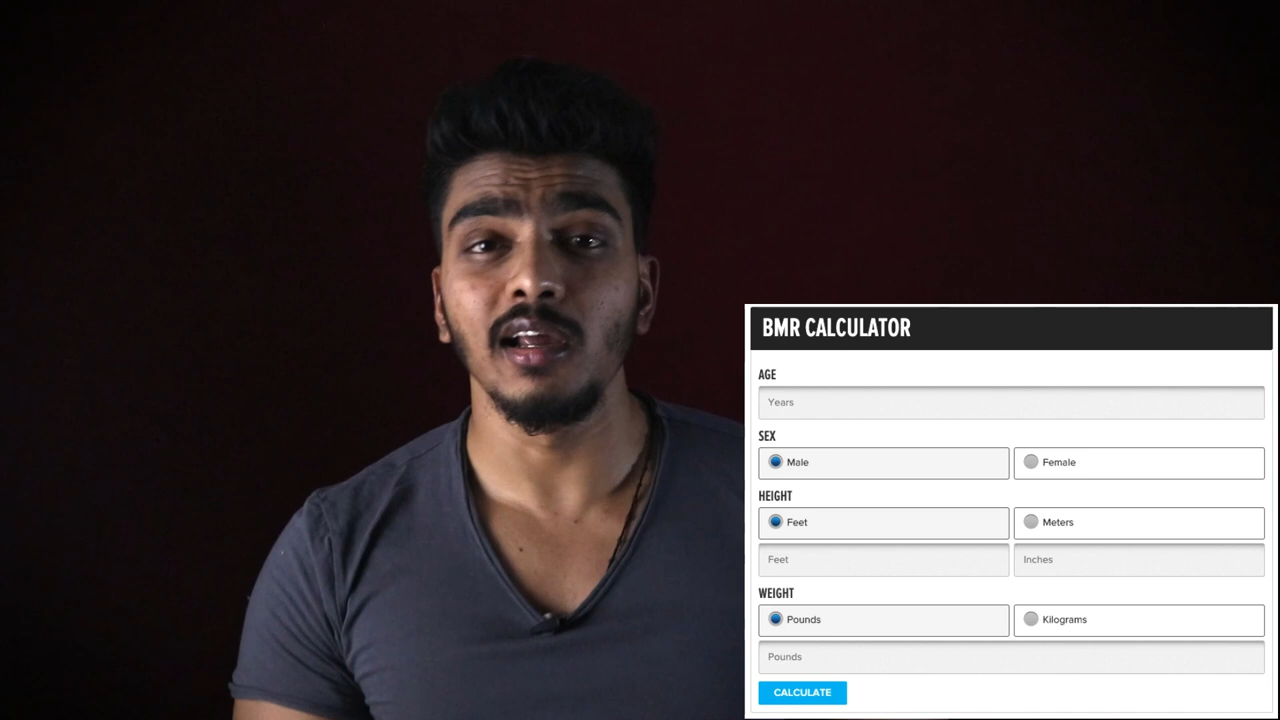 BMR CALCULATOR
AGE
Years
SEX
Male Female
HEIGHT
Feet Meters
Feet Inches
WEIGHT
Pounds Kilograms
Pounds
CALCULATE